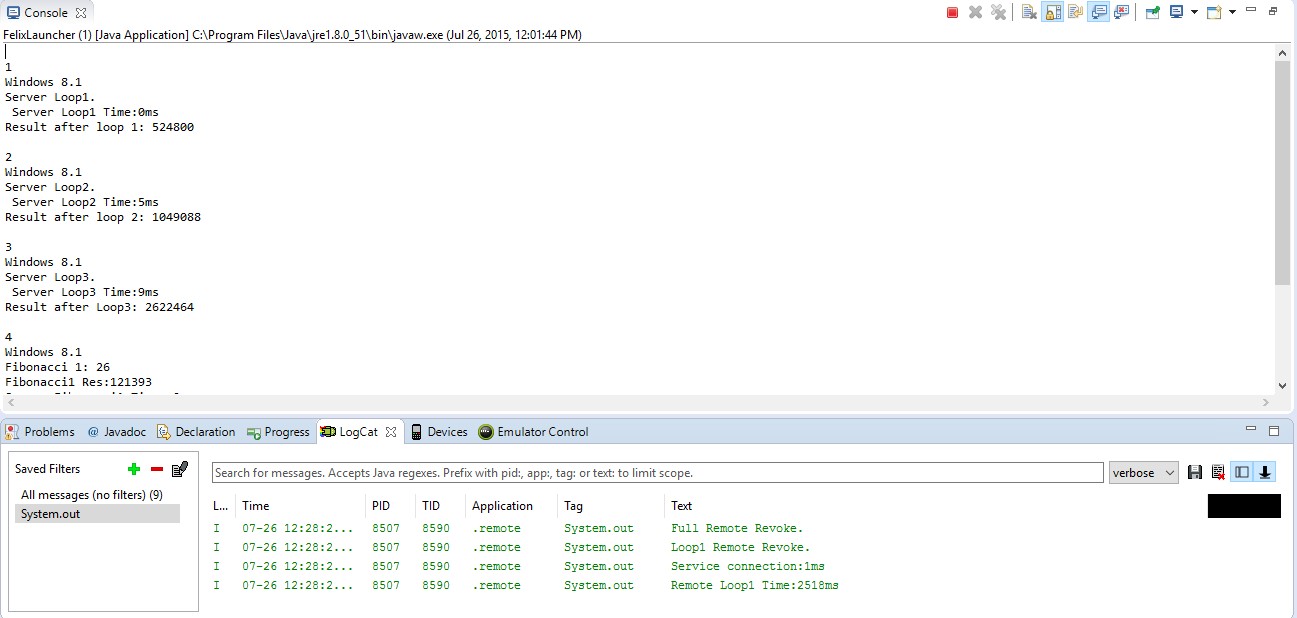 Console
FelixLauncher (1) [Java Application] C:\Program Files\Java\jre1.8.0_51\bin\javaw.exe (Jul 26, 2015, 12:01:44 PM)
1
Windows 8.1
Server Loop1.
Server Loop1 Time:0ms
Result after loop 1: 524800
2
Windows 8.1
Server Loop2.
Server Loop2 Time:5ms
Result after loop 2: 1049088
3
Windows 8.1
Server Loop3.
Server Loop3 Time:9ms
Result after Loop3: 2622464
4
Windows 8.1
Fibonacci 1: 26
Fibonacci1 Res:121393
Problems @ Javadoc Declaration Progress LogCat Devices Emulator Control
Saved Filters
All messages (no filters) (9)
System.out
Search for messages. Accepts Java regexes. Prefix with pid:, app:, tag: or text: to limit scope. verbose
L... Time PID TID Application Tag Text
I 07-26 12:28:2... 8507 8590 .remote System.out Full Remote Revoke.
I 07-26 12:28:2... 8507 8590 .remote System.out Loop1 Remote Revoke.
I 07-26 12:28:2... 8507 8590 .remote System.out Service connection:1ms
I 07-26 12:28:2... 8507 8590 .remote System.out Remote Loop1 Time:2518ms